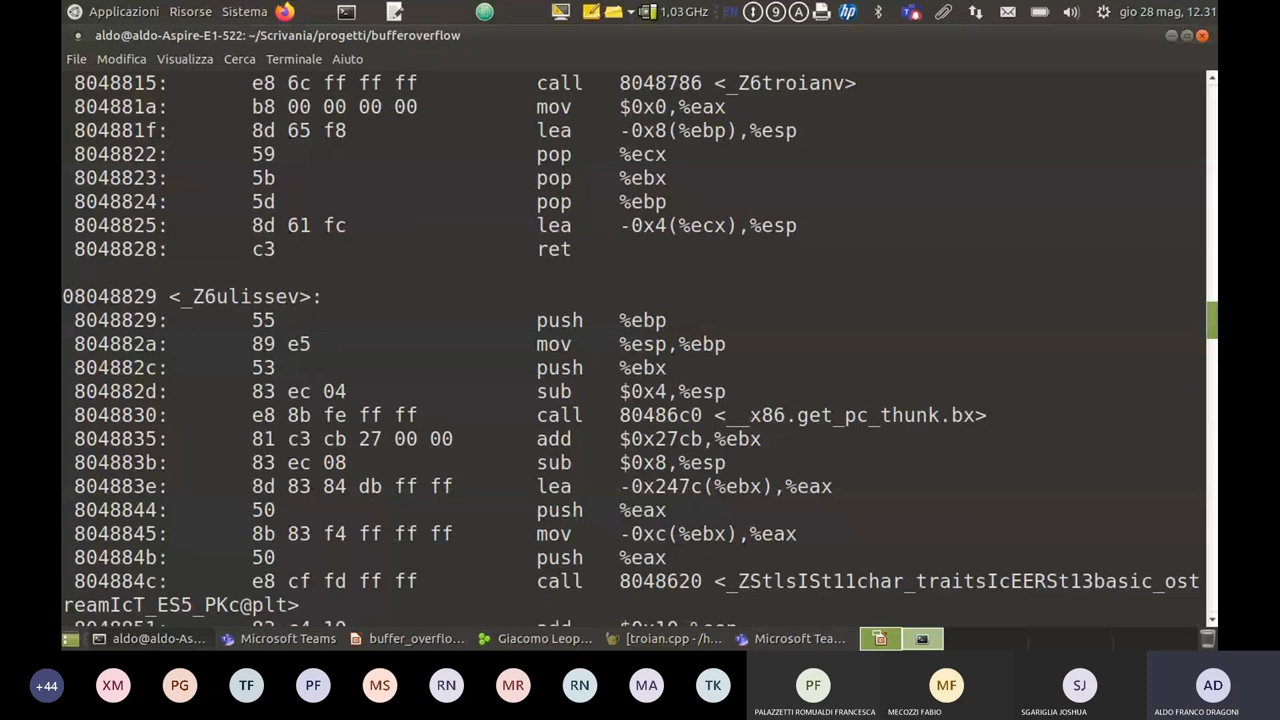 Applicazioni Risorse Sistema 1,03 GHz EN gio 28 mag, 12.31
aldo@aldo-Aspire-E1-522: ~/Scrivania/progetti/bufferoverflow
File Modifica Visualizza Cerca Terminale Aiuto
8048815: e8 6c ff ff ff call 8048786 <_Z6troianv>
804881a: b8 00 00 00 00 mov $0x0,%eax
804881f: 8d 65 f8 lea -0x8(%ebp),%esp
8048822: 59 pop %ecx
8048823: 5b pop %ebx
8048824: 5d pop %ebp
8048825: 8d 61 fc lea -0x4(%ecx),%esp
8048828: c3 ret
08048829 <_Z6ulissev>:
8048829: 55 push %ebp
804882a: 89 e5 mov %esp,%ebp
804882c: 53 push %ebx
804882d: 83 ec 04 sub $0x4,%esp
8048830: e8 8b fe ff ff call 80486c0 <__x86.get_pc_thunk.bx>
8048835: 81 c3 cb 27 00 00 add $0x27cb,%ebx
804883b: 83 ec 08 sub $0x8,%esp
804883e: 8d 83 84 db ff ff lea -0x247c(%ebx),%eax
8048844: 50 push %eax
8048845: 8b 83 f4 ff ff ff mov -0xc(%ebx),%eax
804884b: 50 push %eax
804884c: e8 cf fd ff ff call 8048620 <_ZStlsISt11char_traitsIcEERSt13basic_ost
reamIcT_ES5_PKc@plt>
aldo@aldo-As... Microsoft Teams buffer_overflo... Giacomo Leop... [troian.cpp - /h... Microsoft Tea...
+44 XM PG TF PF MS RN MR RN MA TK PF MF SJ AD
PALAZZETTI ROMUALDI FRANCESCA MECOZZI FABIO SGARIGLIA JOSHUA ALDO FRANCO DRAGONI